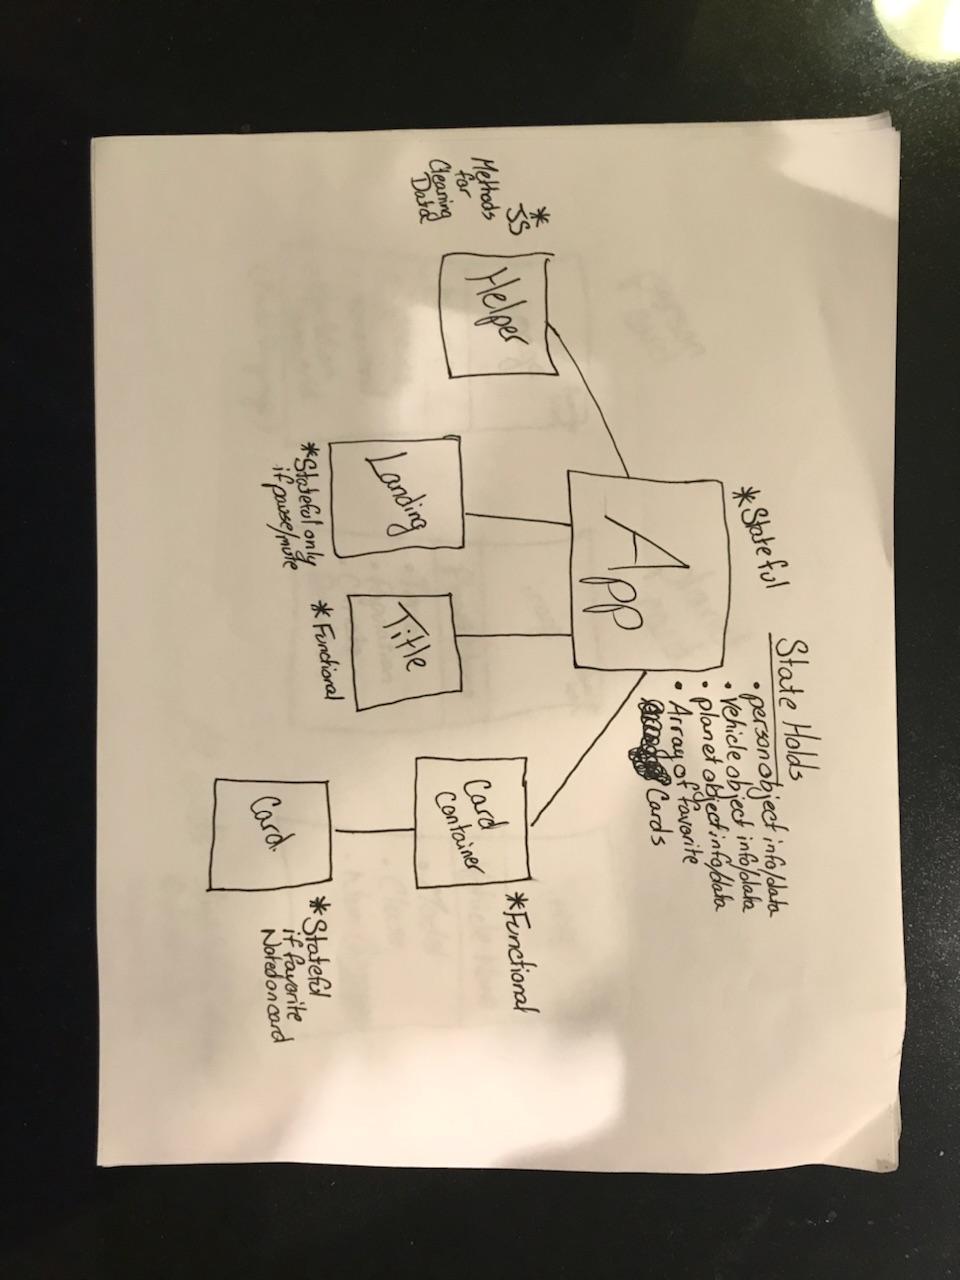 *Stateful
App
State Holds
• person object info/data
• vehicle object info/data
• planet object info/data
• Array of favorite
Cards
* JS
Methods
for
Cleaning
Data
Helper
Landing
*Stateful only
if pause/mute
Title
*Functional
Card
Container
*Functional
Card
*Stateful
if favorite
Noted on card